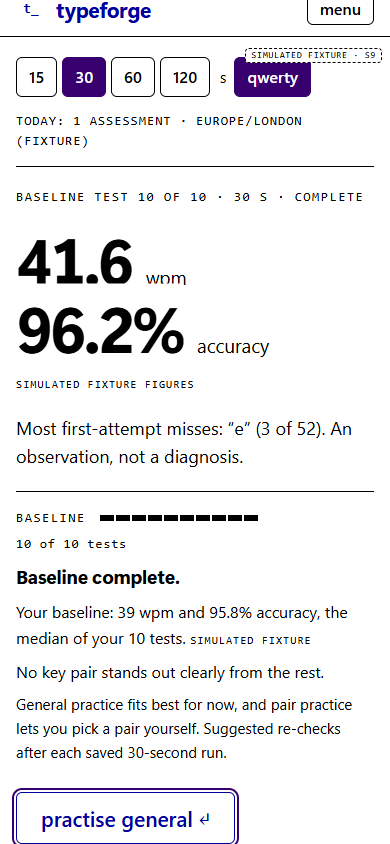 t_ typeforge menu
SIMULATED FIXTURE · S9
15 30 60 120 s qwerty
TODAY: 1 ASSESSMENT · EUROPE/LONDON
(FIXTURE)
BASELINE TEST 10 OF 10 · 30 S · COMPLETE
41.6 wpm
96.2% accuracy
SIMULATED FIXTURE FIGURES
Most first-attempt misses: “e” (3 of 52). An
observation, not a diagnosis.
BASELINE
10 of 10 tests
Baseline complete.
Your baseline: 39 wpm and 95.8% accuracy, the
median of your 10 tests. SIMULATED FIXTURE
No key pair stands out clearly from the rest.
General practice fits best for now, and pair practice
lets you pick a pair yourself. Suggested re-checks
after each saved 30-second run.
practise general ↵